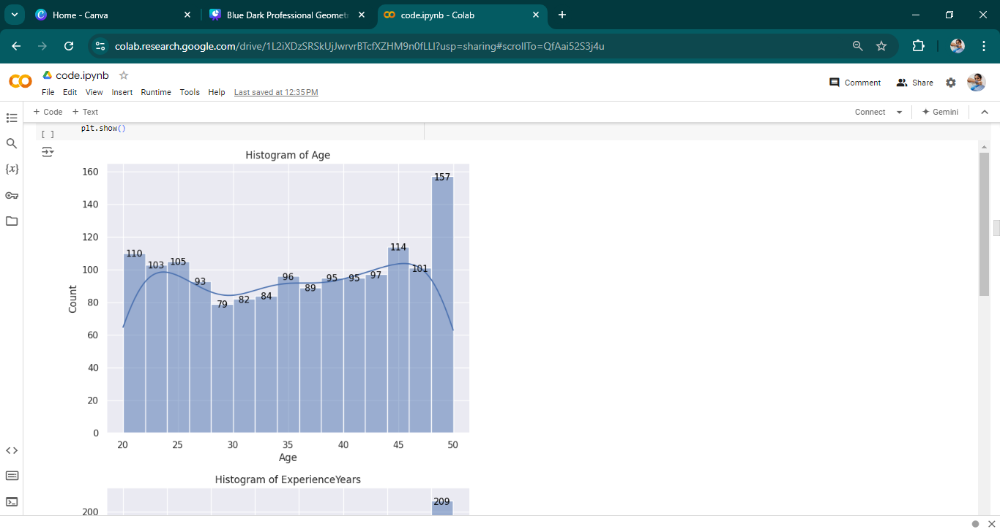 Home - Canva
Blue Dark Professional Geomet
code.ipynb - Colab
colab.research.google.com/drive/1L2iXDzSRSkUjJwrvrBTcfXZHM9n0fLLI?usp=sharing#scrollTo=QfAai52S3j4u
code.ipynb
File Edit View Insert Runtime Tools Help Last saved at 12:35 PM
Comment Share
+ Code + Text
Connect Gemini
[ ] plt.show()
{x}
Histogram of Age
160
140
120
100
80
60
40
20
0
Count
110 103 105 93 79 82 84 96 89 95 95 97 114 101 157
20 25 30 35 40 45 50
Age
Histogram of ExperienceYears
200
209